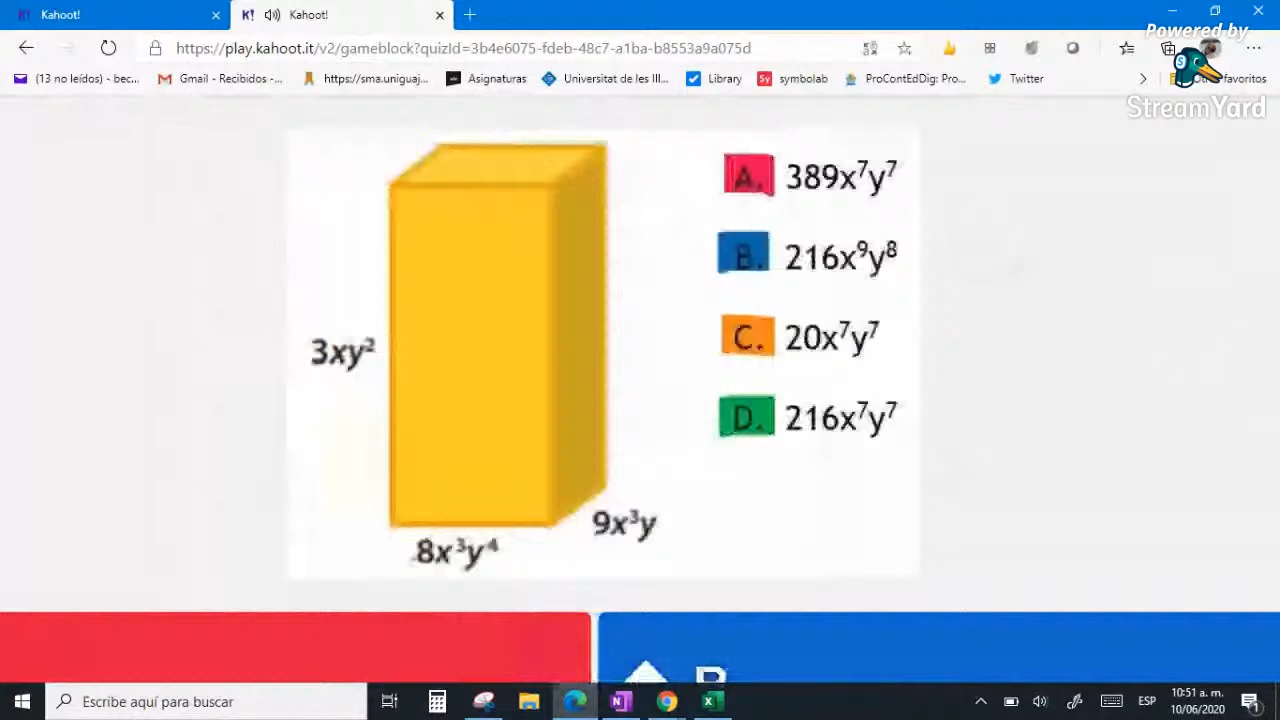 Kahoot!
Kahoot!
Powered by
https://play.kahoot.it/v2/gameblock?quizId=3b4e6075-fdeb-48c7-a1ba-b8553a9a075d
(13 no leídos) - bec...
Gmail - Recibidos -...
https://sma.uniguaj...
Asignaturas
Universitat de les Ill...
Library
Sy symbolab
ProContEdDig: Pro...
Twitter
favoritos
StreamYard
A. 389x⁷y⁷
B. 216x⁹y⁸
C. 20x⁷y⁷
D. 216x⁷y⁷
3xy²
9x³y
8x³y⁴
B
Escribe aquí para buscar
ESP
10:51 a. m.
10/06/2020